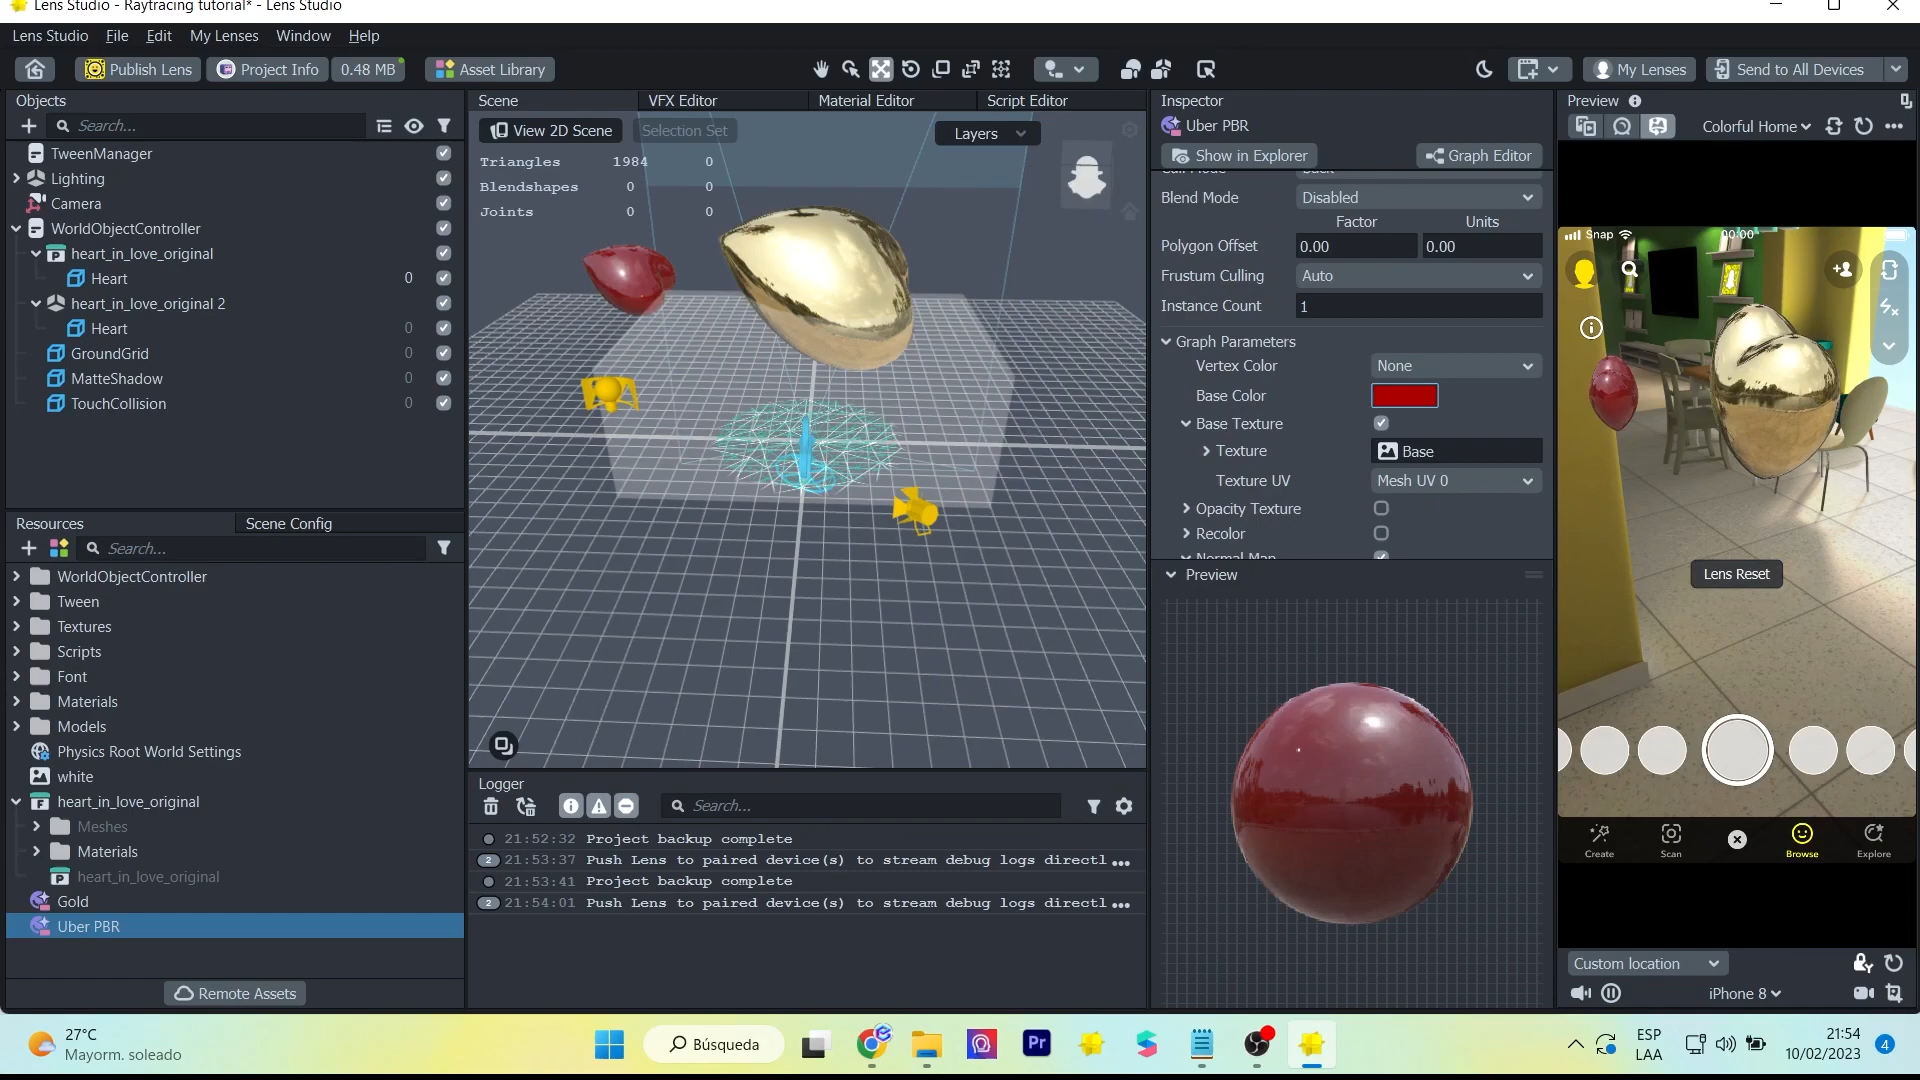 Lens Studio - Raytracing tutorial* - Lens Studio
Lens Studio File Edit My Lenses Window Help
Publish Lens Project Info 0.48 MB Asset Library My Lenses Send to All Devices
Objects
Search...
TweenManager
Lighting
Camera
WorldObjectController
heart_in_love_original
Heart 0
heart_in_love_original 2
Heart 0
GroundGrid 0
MatteShadow 0
TouchCollision 0
Resources Scene Config
Search...
WorldObjectController
Tween
Textures
Scripts
Font
Materials
Models
Physics Root World Settings
white
heart_in_love_original
Meshes
Materials
heart_in_love_original
Gold
Uber PBR
Remote Assets
Scene VFX Editor Material Editor Script Editor
View 2D Scene Selection Set Layers
Triangles 1984 0
Blendshapes 0 0
Joints 0 0
Logger
Search...
21:52:32 Project backup complete
2 21:53:37 Push Lens to paired device(s) to stream debug logs directl ...
21:53:41 Project backup complete
2 21:54:01 Push Lens to paired device(s) to stream debug logs directl ...
Inspector
Uber PBR
Show in Explorer Graph Editor
Blend Mode Disabled
Factor Units
Polygon Offset 0.00 0.00
Frustum Culling Auto
Instance Count 1
Graph Parameters
Vertex Color None
Base Color
Base Texture
Texture Base
Texture UV Mesh UV 0
Opacity Texture
Recolor
Normal Map
Preview
Preview
Colorful Home
Snap 00:00
Lens Reset
Create Scan Browse Explore
Custom location
iPhone 8
27°C
Mayorm. soleado
Búsqueda
Pr
ESP
LAA
21:54
10/02/2023
4